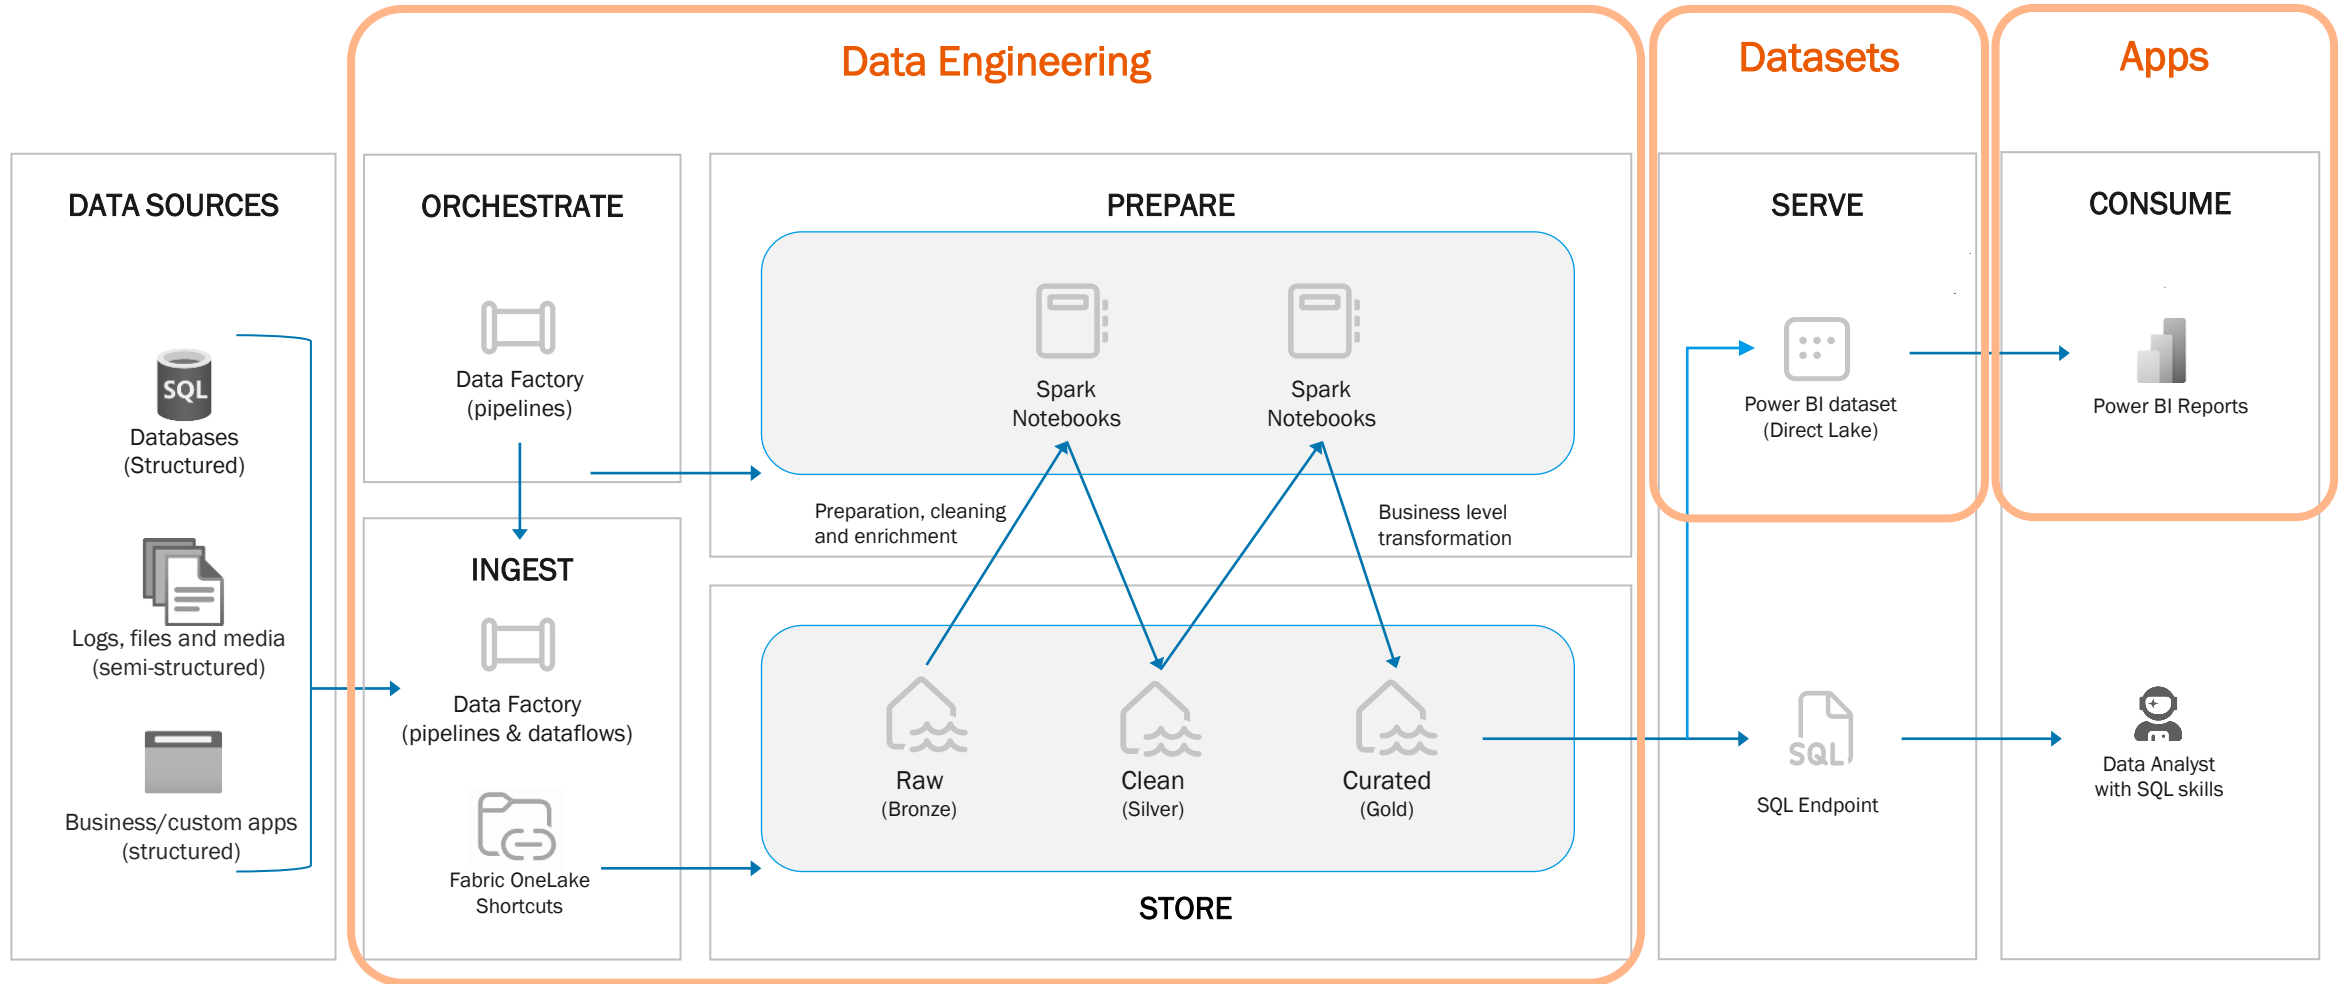 Data Engineering
Datasets
Apps
DATA SOURCES
SQL
Databases
(Structured)
Logs, files and media
(semi-structured)
Business/custom apps
(structured)
ORCHESTRATE
Data Factory
(pipelines)
INGEST
Data Factory
(pipelines & dataflows)
Fabric OneLake
Shortcuts
PREPARE
Spark
Notebooks
Spark
Notebooks
Preparation, cleaning
and enrichment
Business level
transformation
Raw
(Bronze)
Clean
(Silver)
Curated
(Gold)
STORE
SERVE
Power BI dataset
(Direct Lake)
SQL
SQL Endpoint
CONSUME
Power BI Reports
Data Analyst
with SQL skills